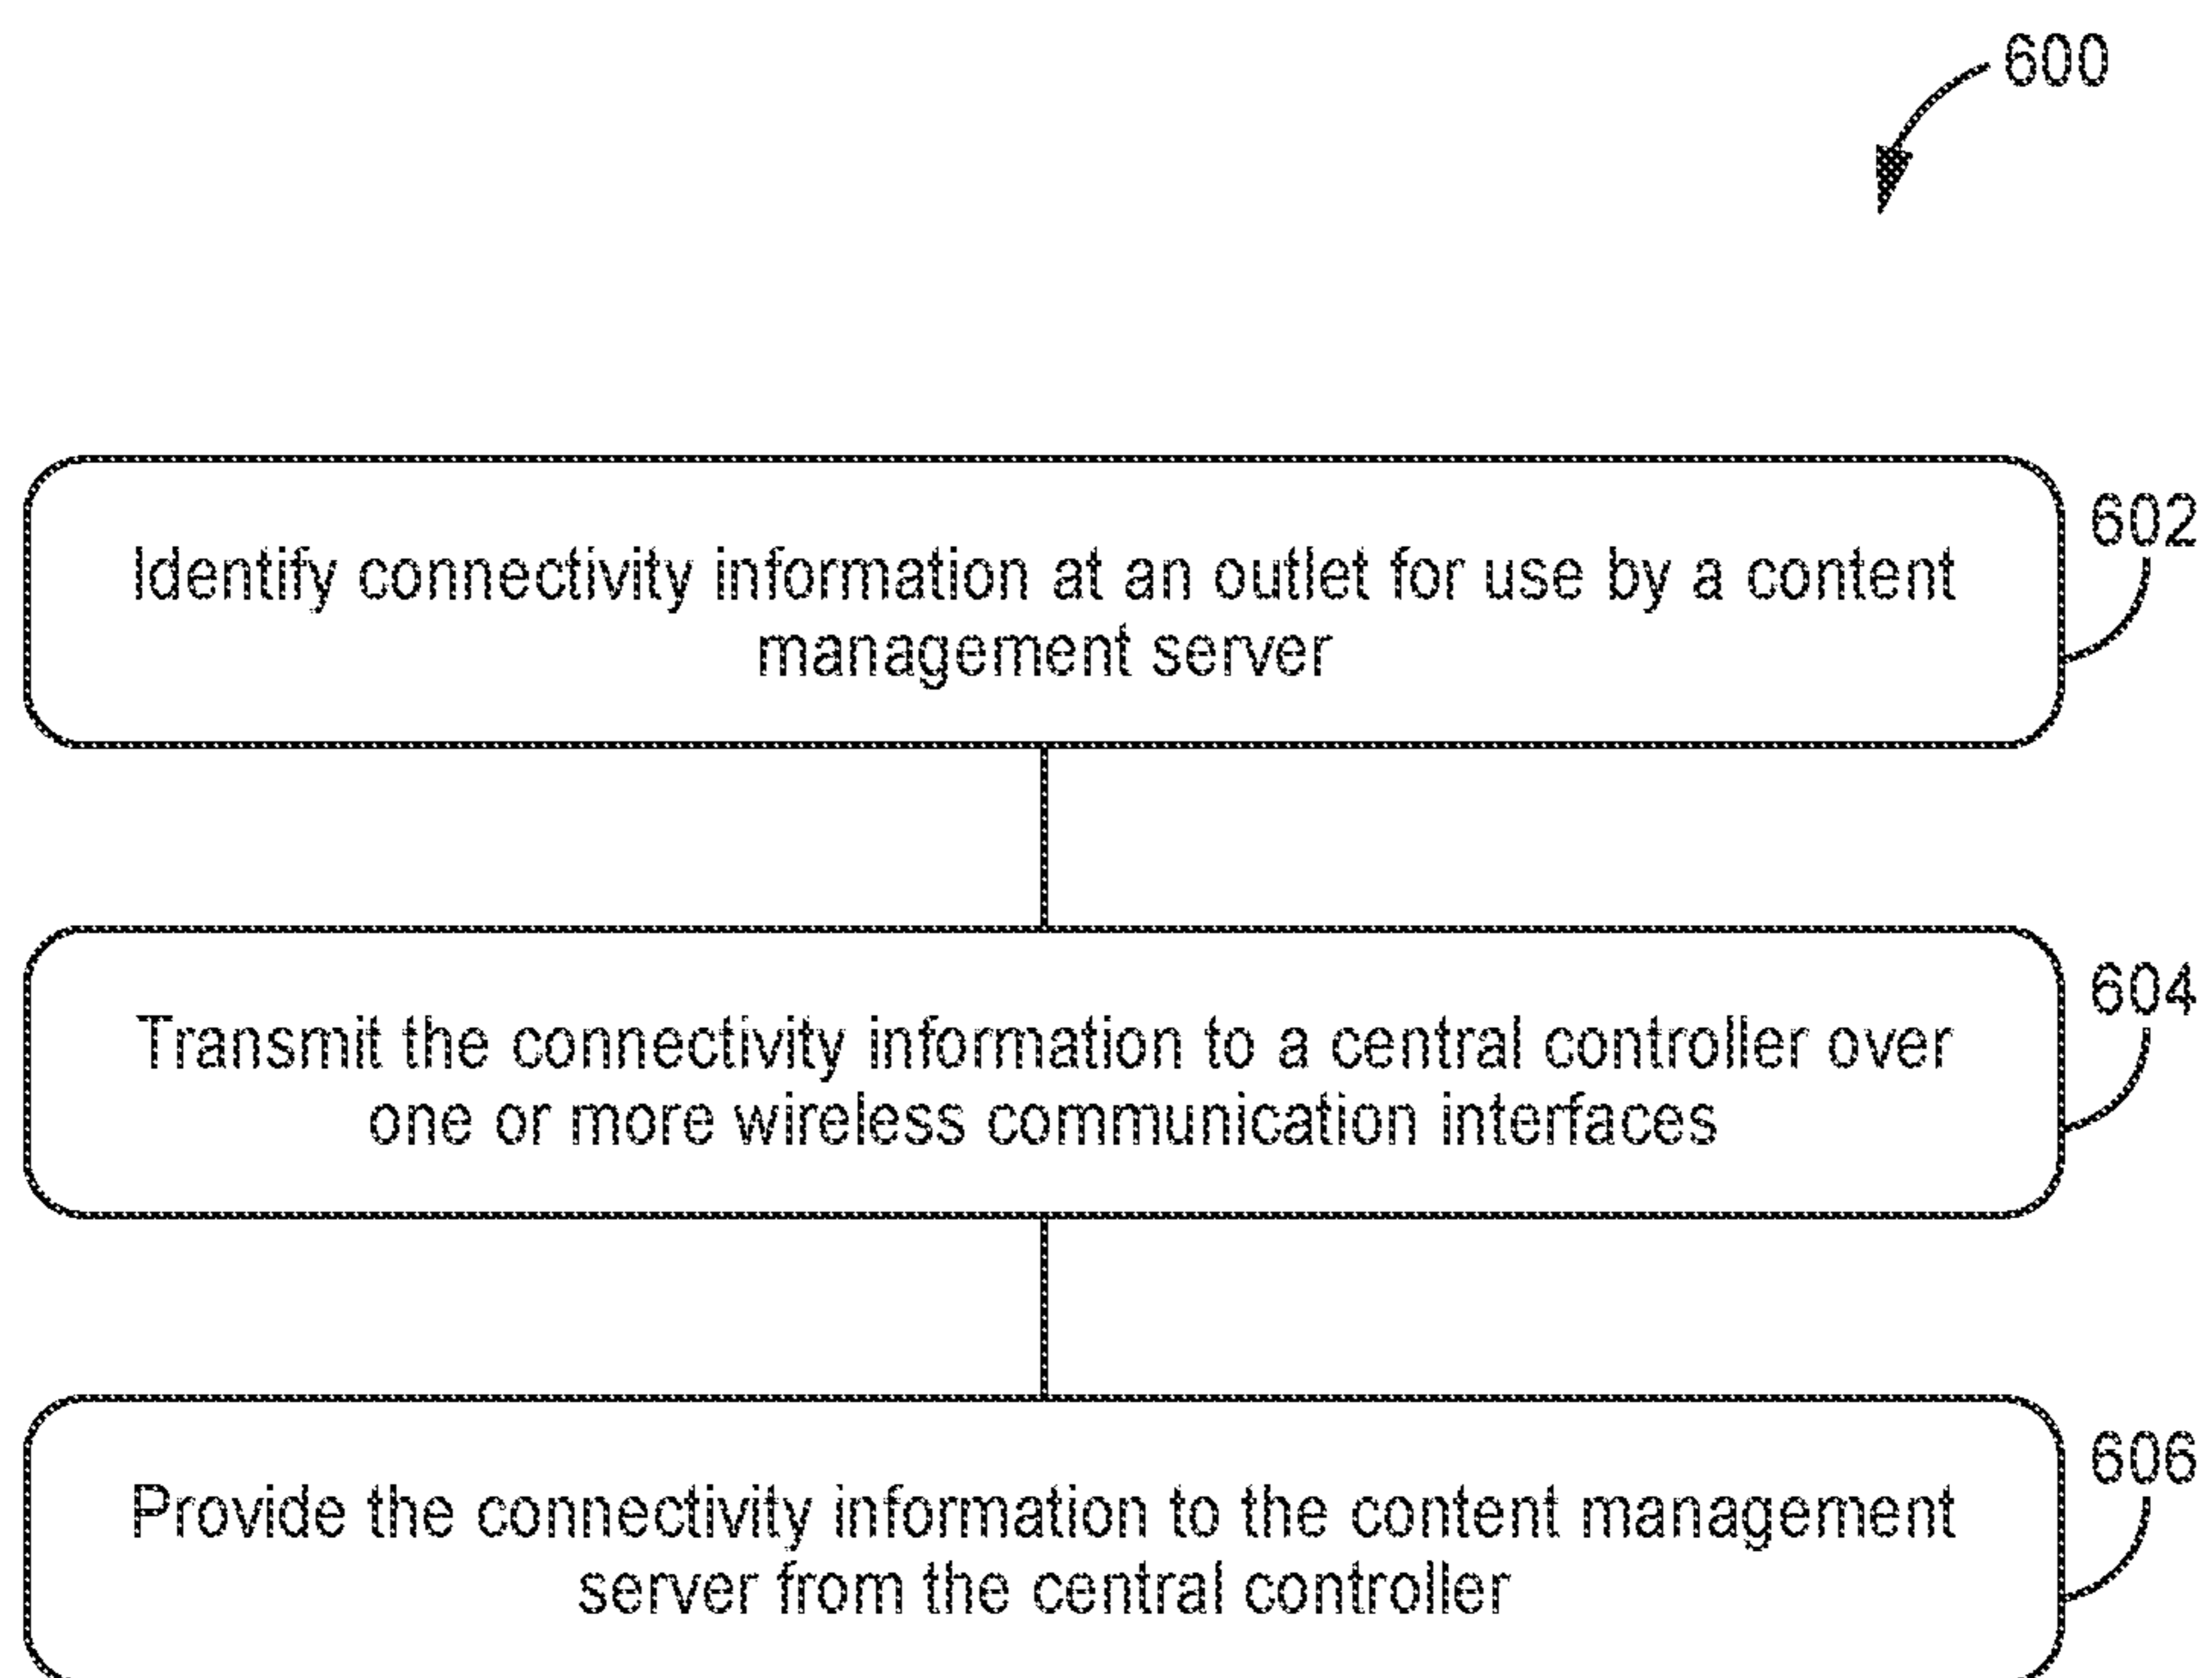 600
Identify connectivity information at an outlet for use by a content
management server
602
Transmit the connectivity information to a central controller over
one or more wireless communication interfaces
604
Provide the connectivity information to the content management
server from the central controller
606